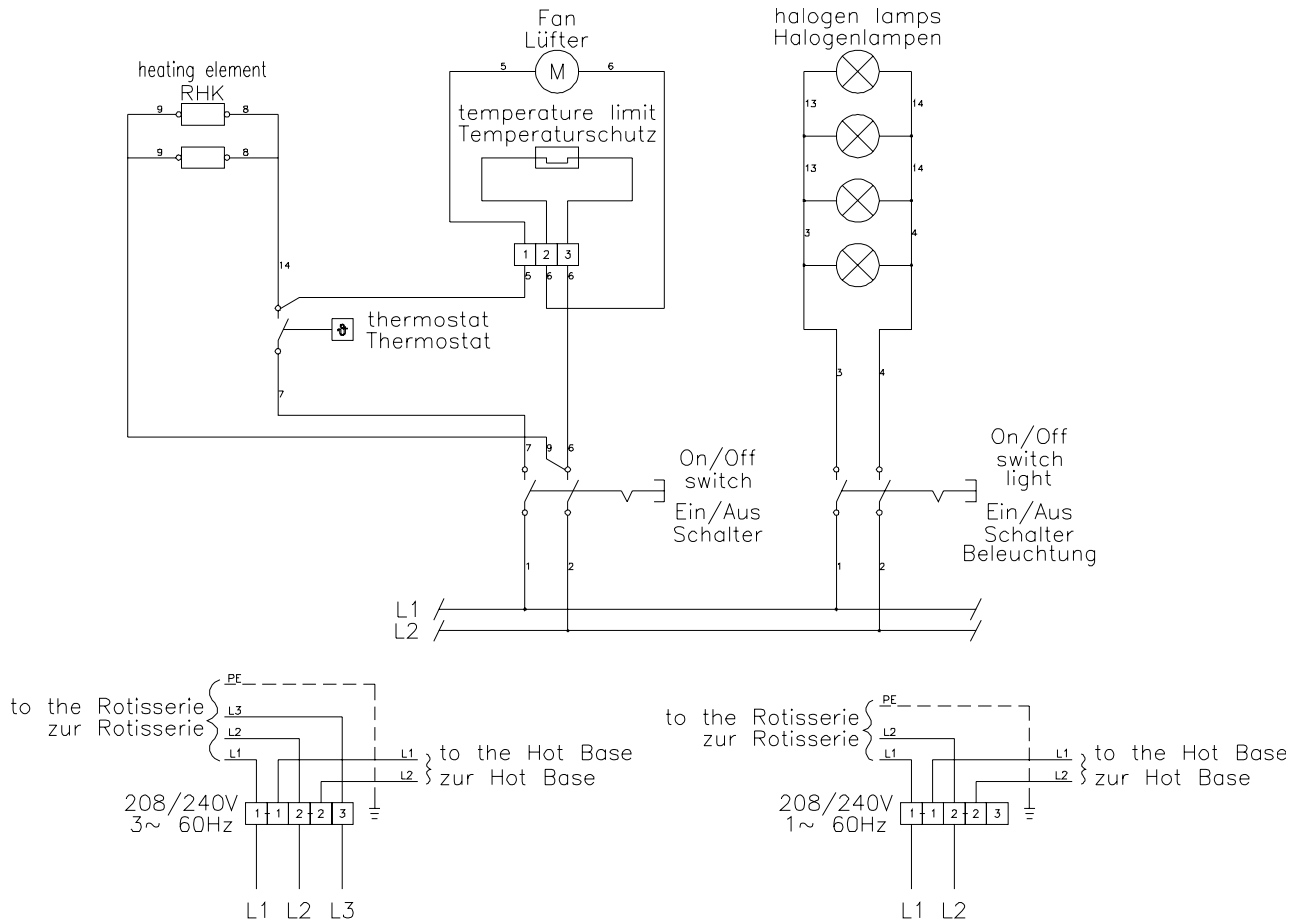 halogen lamps
Halogenlampen
Fan
Lüfter
5 M 6
heating element
RHK
9 8
9 8
temperature limit
Temperaturschutz
13 14
13 14
3 4
1 2 3
5 6 6
14
thermostat
Thermostat
ϑ
7
3 4
7 9 6
On/Off
switch
Ein/Aus
Schalter
On/Off
switch
light
Ein/Aus
Schalter
Beleuchtung
1 2
1 2
L1
L2
PE
L3
L2
L1
to the Rotisserie
zur Rotisserie
L1
L2
to the Hot Base
zur Hot Base
208/240V
3~ 60Hz
1 1 2 2 3
L1 L2 L3
PE
L2
L1
to the Rotisserie
zur Rotisserie
L1
L2
to the Hot Base
zur Hot Base
208/240V
1~ 60Hz
1 1 2 2 3
L1 L2